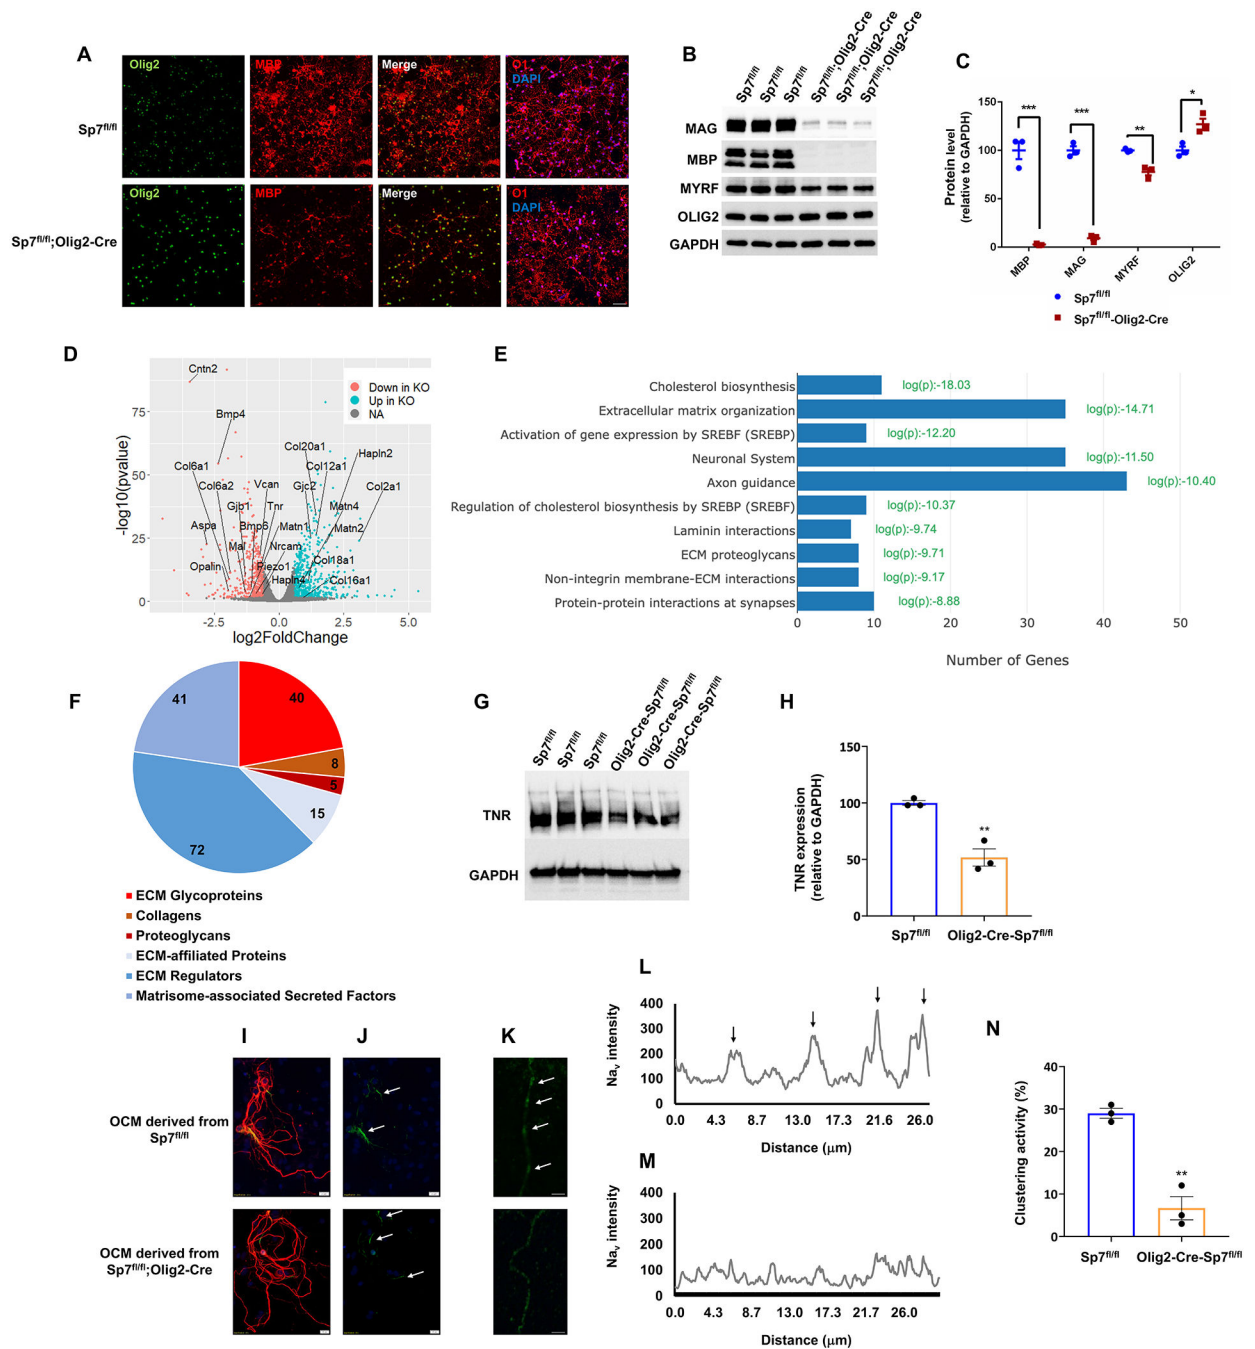 A
Olig2
MBP
Merge
O1
DAPI
Sp7fl/fl
Olig2
MBP
Merge
O1
DAPI
Sp7fl/fl;Olig2-Cre
B
Sp7fl/fl
Sp7fl/fl
Sp7fl/fl
Sp7fl/fl;Olig2-Cre
Sp7fl/fl;Olig2-Cre
Sp7fl/fl;Olig2-Cre
MAG
MBP
MYRF
OLIG2
GAPDH
C
Protein level
(relative to GAPDH)
150
100
50
0
***
***
**
*
MBP
MAG
MYRF
OLIG2
Sp7fl/fl
Sp7fl/fl-Olig2-Cre
D
-log10(pvalue)
75
50
25
0
Cntn2
Down in KO
Up in KO
NA
Bmp4
Col20a1
Hapln2
Col6a1
Col12a1
Col6a2
Vcan
Gjc2
Col2a1
Gjb1
Tnr
Matn4
Aspa
Bmp6
Matn1
Matn2
Mal
Nrcam
Opalin
Piezo1
Col18a1
Hapln4
Col16a1
-2.5
0.0
2.5
5.0
log2FoldChange
E
Cholesterol biosynthesis
log(p):-18.03
Extracellular matrix organization
log(p):-14.71
Activation of gene expression by SREBF (SREBP)
log(p):-12.20
Neuronal System
log(p):-11.50
Axon guidance
log(p):-10.40
Regulation of cholesterol biosynthesis by SREBP (SREBF)
log(p):-10.37
Laminin interactions
log(p):-9.74
ECM proteoglycans
log(p):-9.71
Non-integrin membrane-ECM interactions
log(p):-9.17
Protein-protein interactions at synapses
log(p):-8.88
0
10
20
30
40
50
Number of Genes
F
41
40
8
5
15
72
ECM Glycoproteins
Collagens
Proteoglycans
ECM-affiliated Proteins
ECM Regulators
Matrisome-associated Secreted Factors
G
Sp7fl/fl
Sp7fl/fl
Sp7fl/fl
Olig2-Cre-Sp7fl/fl
Olig2-Cre-Sp7fl/fl
Olig2-Cre-Sp7fl/fl
TNR
GAPDH
H
TNR expression
(relative to GAPDH)
150
100
50
0
**
Sp7fl/fl
Olig2-Cre-Sp7fl/fl
I
J
K
OCM derived from
Sp7fl/fl
OCM derived from
Sp7fl/fl;Olig2-Cre
L
Nav intensity
400
300
200
100
0
0.0
4.3
8.7
13.0
17.3
21.6
26.0
Distance (µm)
M
Nav intensity
400
300
200
100
0
0.0
4.3
8.7
13.0
17.3
21.7
26.0
Distance (µm)
N
Clustering activity (%)
40
30
20
10
0
**
Sp7fl/fl
Olig2-Cre-Sp7fl/fl